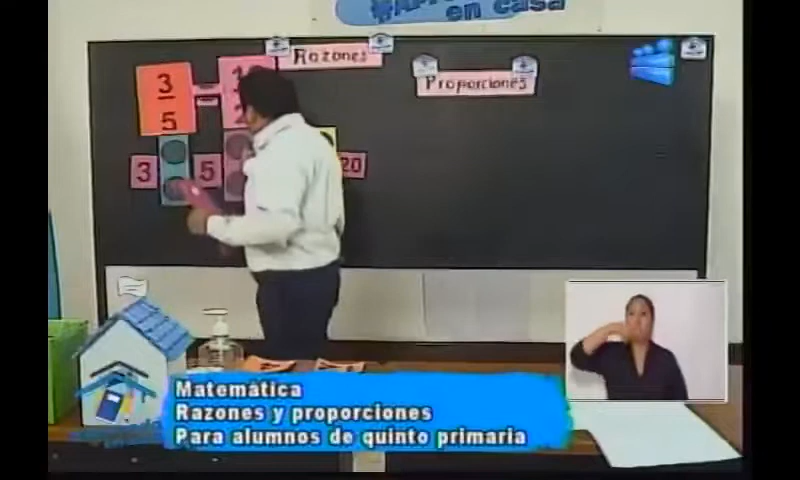 en casa
Razones
Proporciones
3
5
3
5
20
Matemática
Razones y proporciones
Para alumnos de quinto primaria